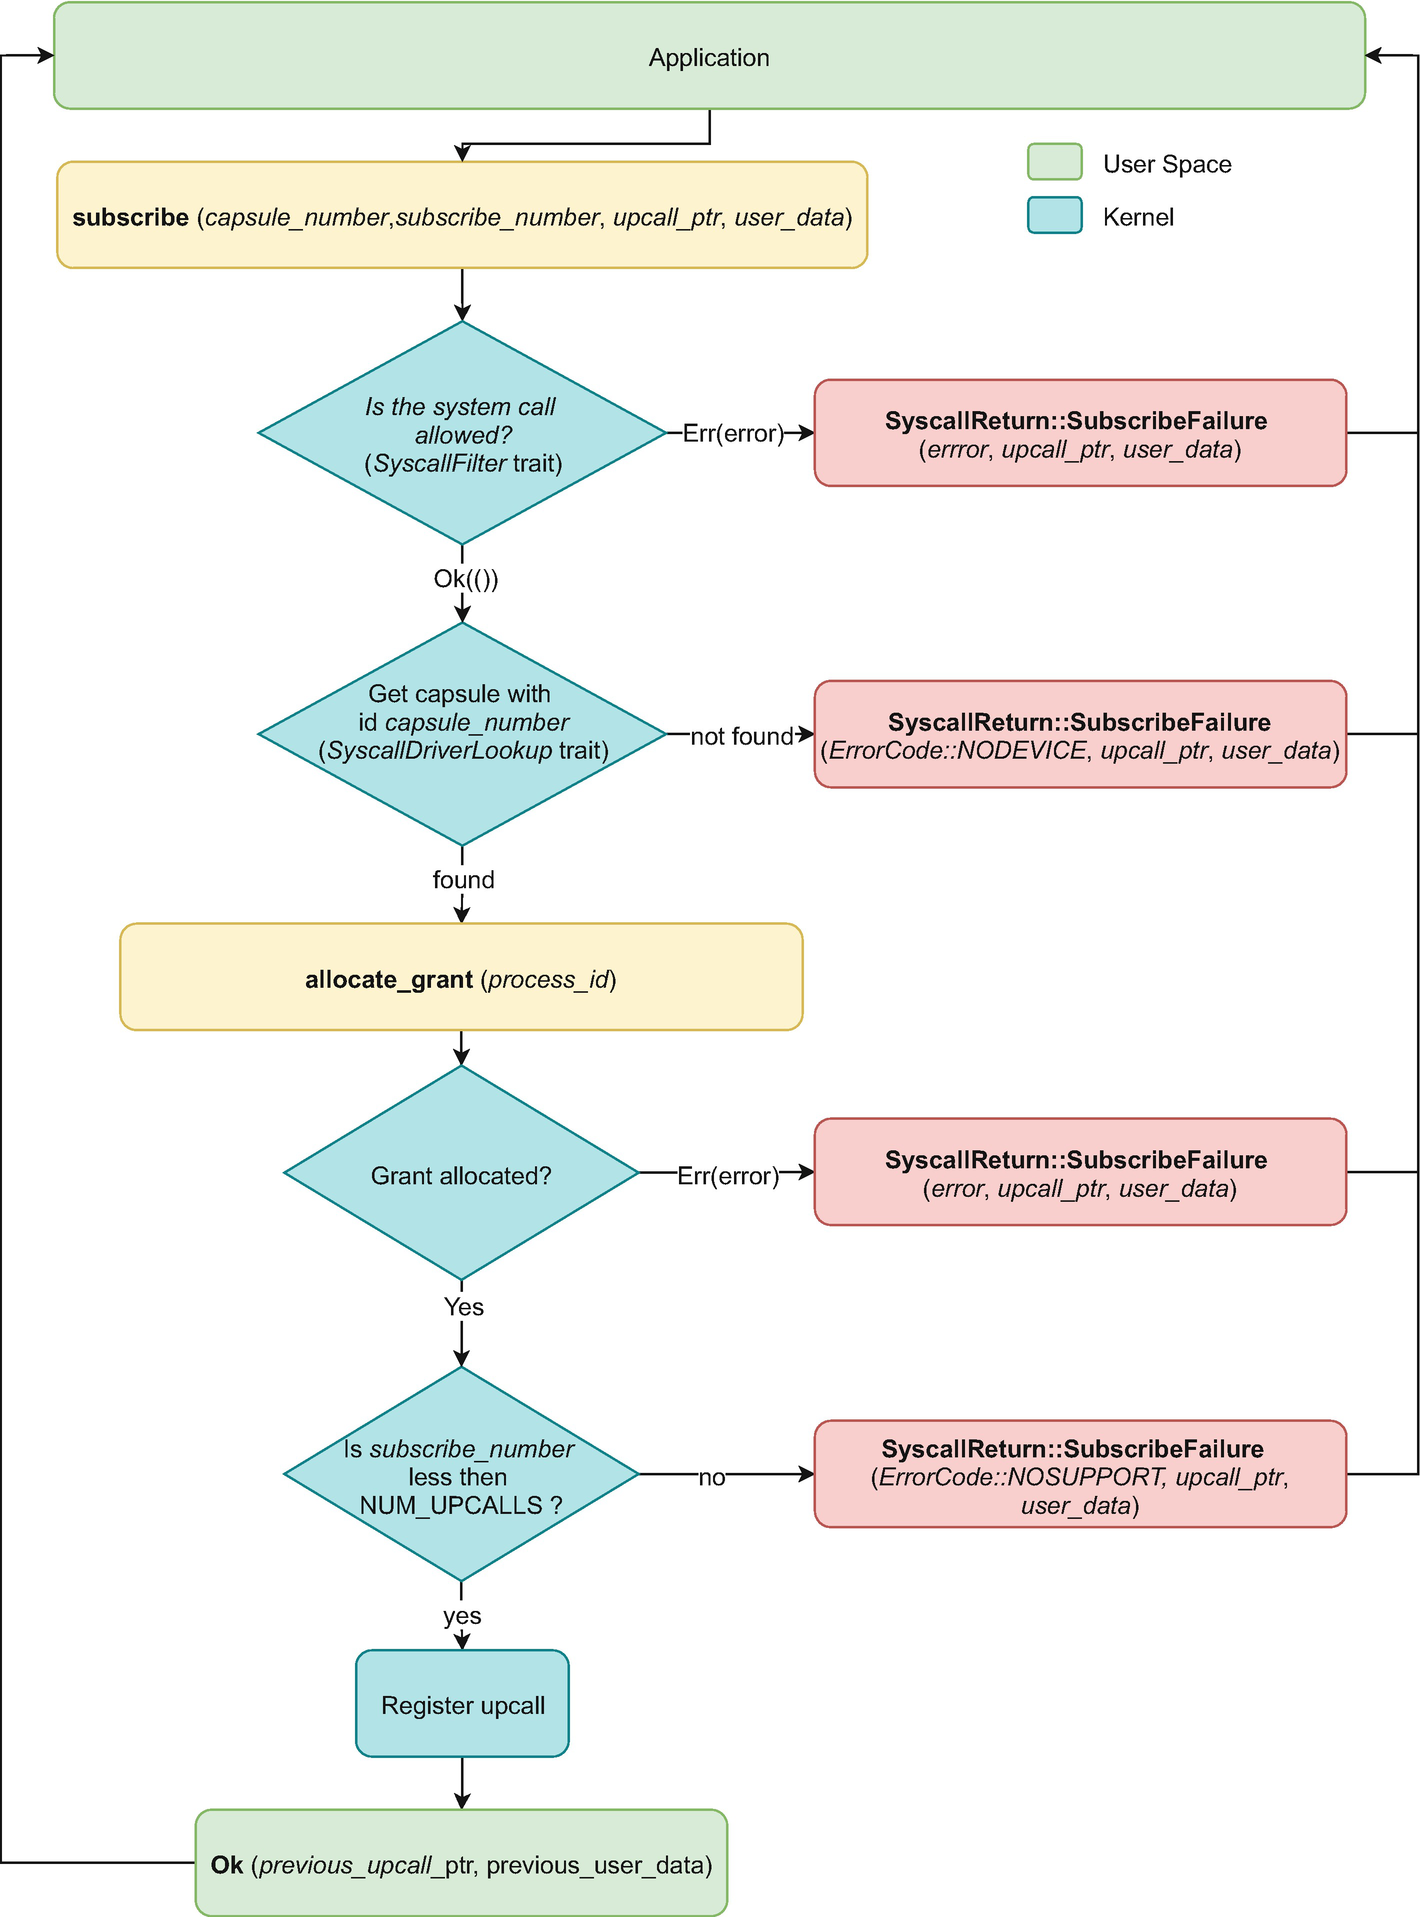 Application
User Space
Kernel
subscribe (capsule_number,subscribe_number, upcall_ptr, user_data)
Is the system call
allowed?
(SyscallFilter trait)
Err(error)
SyscallReturn::SubscribeFailure
(errror, upcall_ptr, user_data)
Ok(())
Get capsule with
id capsule_number
(SyscallDriverLookup trait)
not found
SyscallReturn::SubscribeFailure
(ErrorCode::NODEVICE, upcall_ptr, user_data)
found
allocate_grant (process_id)
Grant allocated?
Err(error)
SyscallReturn::SubscribeFailure
(error, upcall_ptr, user_data)
Yes
Is subscribe_number
less then
NUM_UPCALLS ?
no
SyscallReturn::SubscribeFailure
(ErrorCode::NOSUPPORT, upcall_ptr,
user_data)
yes
Register upcall
Ok (previous_upcall_ptr, previous_user_data)